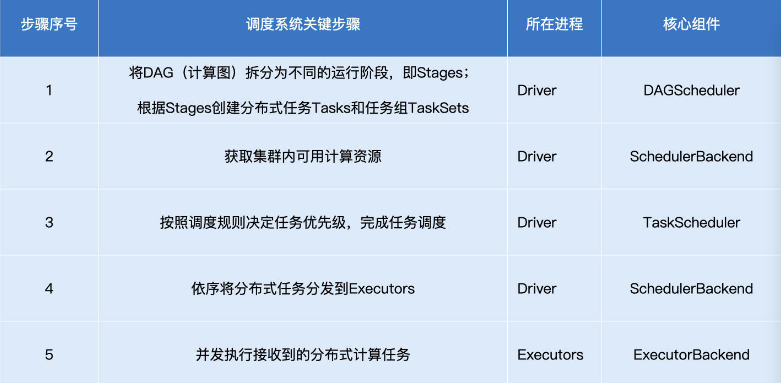 步骤序号 调度系统关键步骤 所在进程 核心组件
1 将DAG（计算图）拆分为不同的运行阶段，即Stages；
根据Stages创建分布式任务Tasks和任务组TaskSets Driver DAGScheduler
2 获取集群内可用计算资源 Driver SchedulerBackend
3 按照调度规则决定任务优先级，完成任务调度 Driver TaskScheduler
4 依序将分布式任务分发到Executors Driver SchedulerBackend
5 并发执行接收到的分布式计算任务 Executors ExecutorBackend